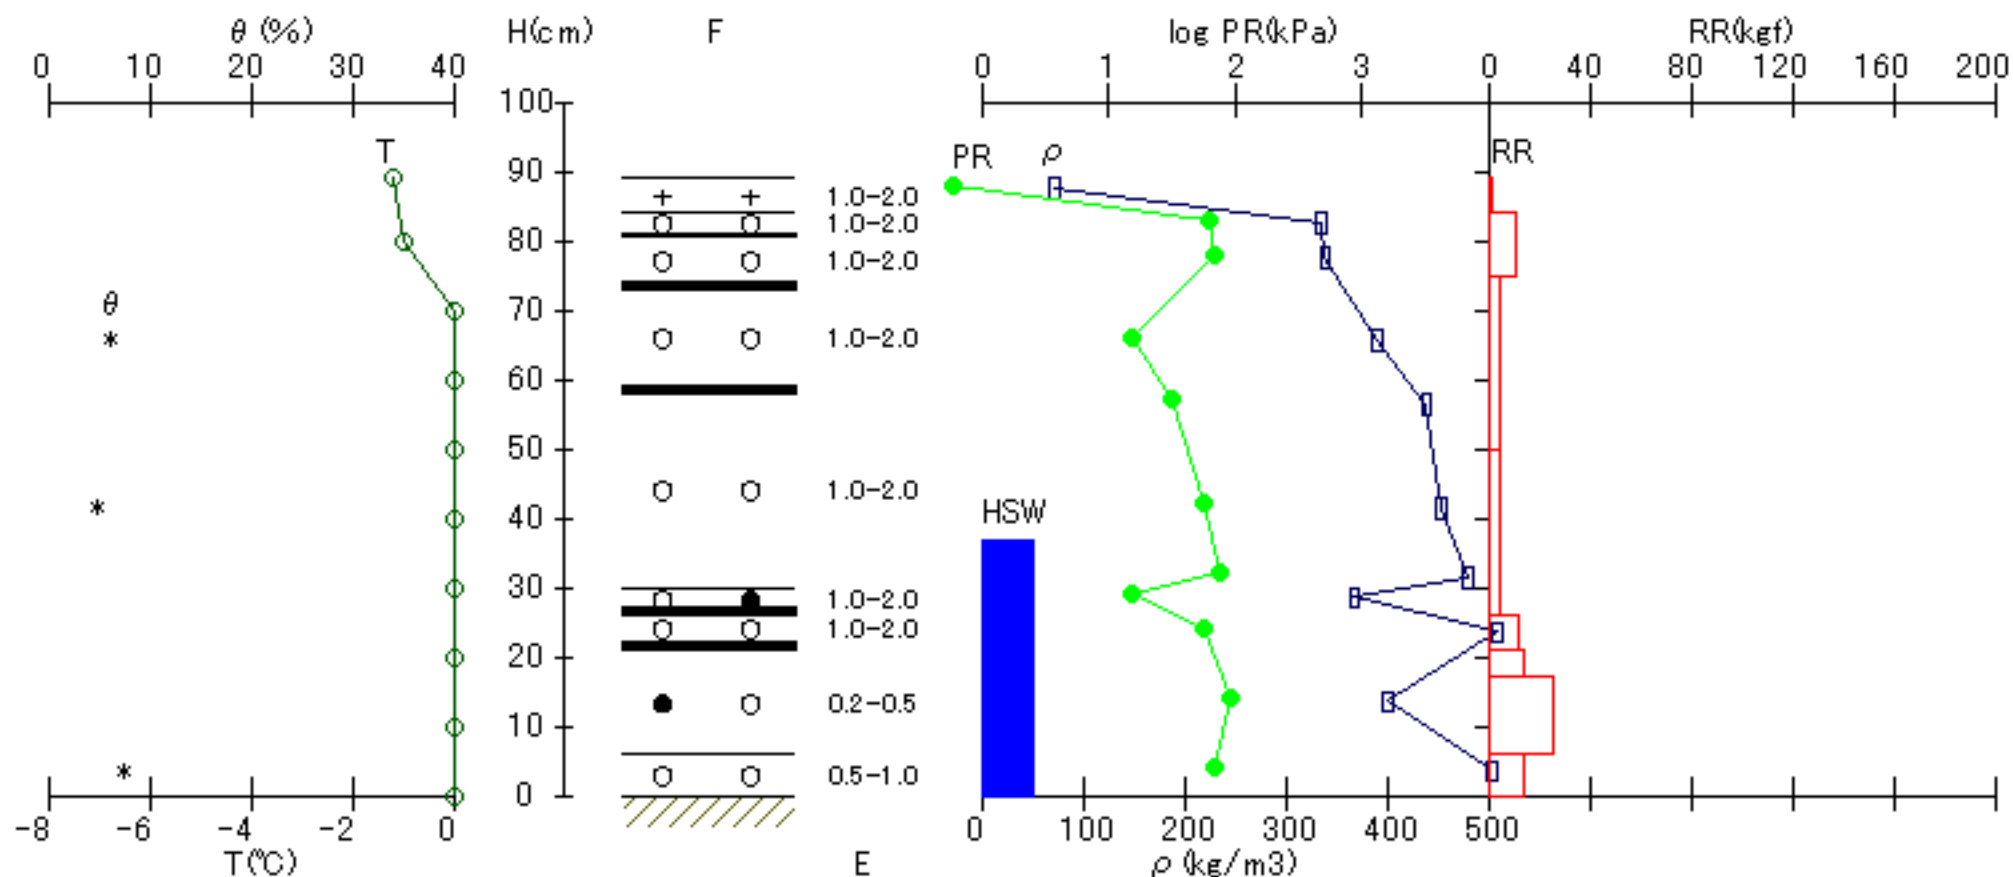 θ (%) H(cm) F log PR(kPa) RR(kgf)
0 10 20 30 40 0 1 2 3 0 40 80 120 160 200
100
T PR ρ RR
90
+ + 1.0-2.0
1.0-2.0
80
1.0-2.0
θ
70
* 1.0-2.0
60
50
1.0-2.0
* HSW
40
30
1.0-2.0
1.0-2.0
20
0.2-0.5
10
* 0.5-1.0
0
-8 -6 -4 -2 0 0 100 200 300 400 500
T(℃) E ρ (kg/m3)